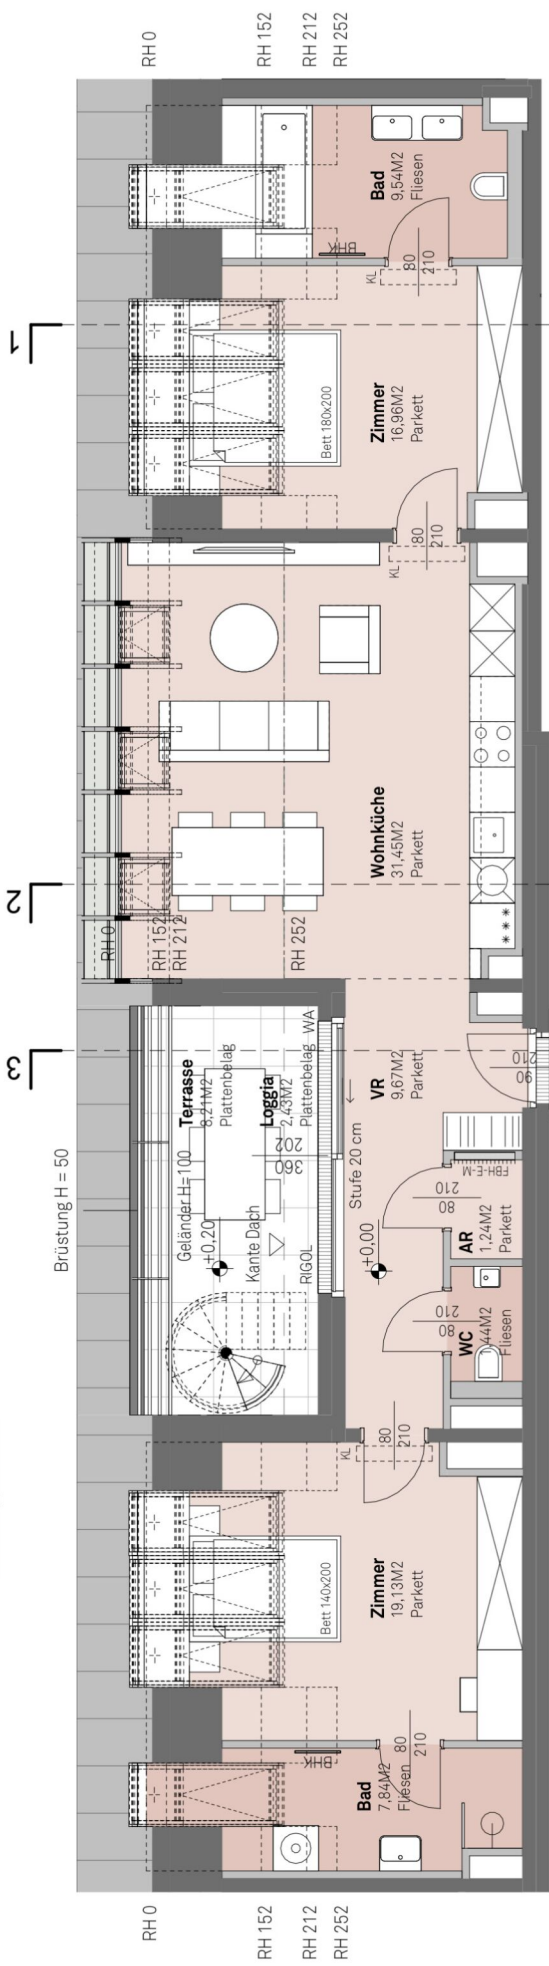 RH 0
RH 152
RH 212
RH 252
Bad
9,54M2
Fliesen
BHK
KL
80
210
1
Zimmer
16,96M2
Parkett
Bett 180x200
80
210
KL
Wohnküche
31,45M2
Parkett
2
RH 0
RH 152
RH 212
RH 252
***
3
Brüstung H = 50
Terrasse
8,21M2
Plattenbelag
Loggia
2,43M2
Plattenbelag
WA
Geländer H=100
+0,20
Kante Dach
RIGOL
360
202
Stufe 20 cm
+0,00
VR
9,67M2
Parkett
90
210
FBH-E-M
80
210
AR
1,24M2
Parkett
80
210
WC
,44M2
Fliesen
80
210
KL
Zimmer
19,13M2
Parkett
Bett 140x200
80
210
BHK
Bad
7,84M2
Fliesen
RH 0
RH 152
RH 212
RH 252